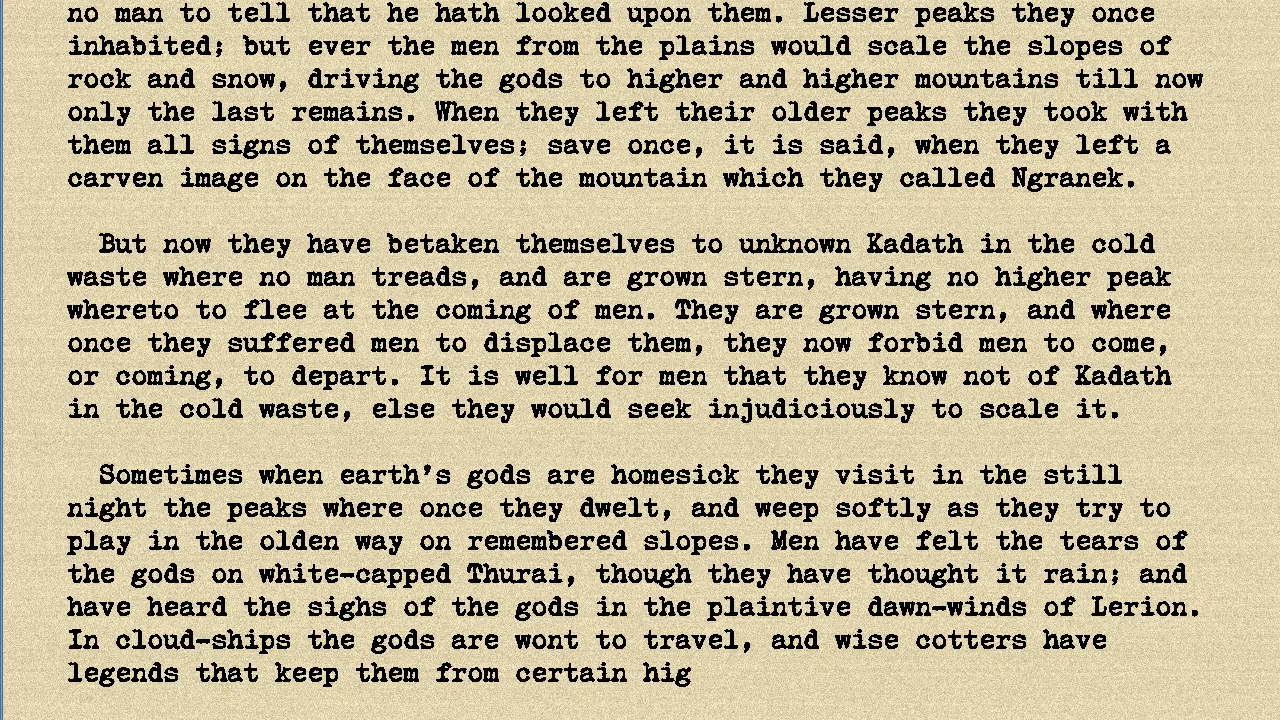 no man to tell that he hath looked upon them. Lesser peaks they once
inhabited; but ever the men from the plains would scale the slopes of
rock and snow, driving the gods to higher and higher mountains till now
only the last remains. When they left their older peaks they took with
them all signs of themselves; save once, it is said, when they left a
carven image on the face of the mountain which they called Ngranek.
But now they have betaken themselves to unknown Kadath in the cold
waste where no man treads, and are grown stern, having no higher peak
whereto to flee at the coming of men. They are grown stern, and where
once they suffered men to displace them, they now forbid men to come,
or coming, to depart. It is well for men that they know not of Kadath
in the cold waste, else they would seek injudiciously to scale it.
Sometimes when earth's gods are homesick they visit in the still
night the peaks where once they dwelt, and weep softly as they try to
play in the olden way on remembered slopes. Men have felt the tears of
the gods on white-capped Thurai, though they have thought it rain; and
have heard the sighs of the gods in the plaintive dawn-winds of Lerion.
In cloud-ships the gods are wont to travel, and wise cotters have
legends that keep them from certain hig